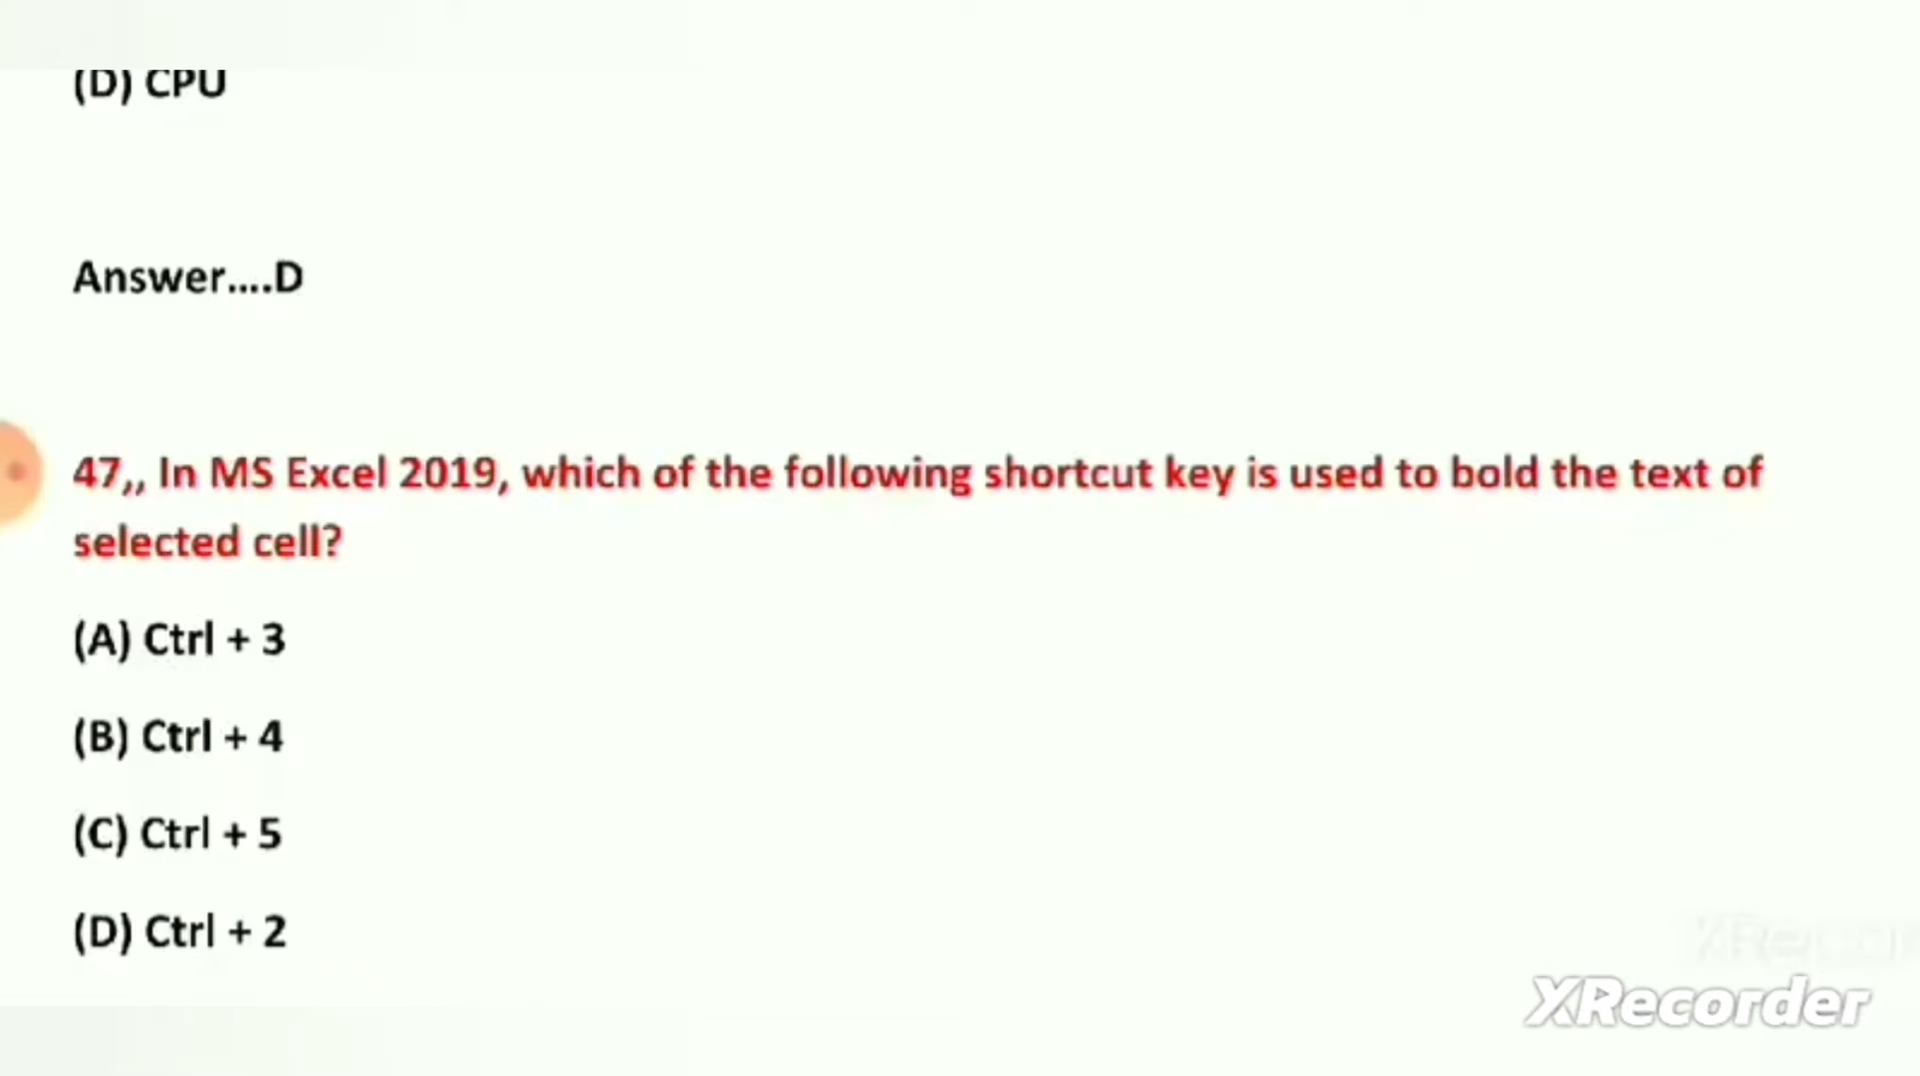 (D) CPU
Answer....D
47,, In MS Excel 2019, which of the following shortcut key is used to bold the text of
selected cell?
(A) Ctrl + 3
(B) Ctrl + 4
(C) Ctrl + 5
(D) Ctrl + 2
XRecorder